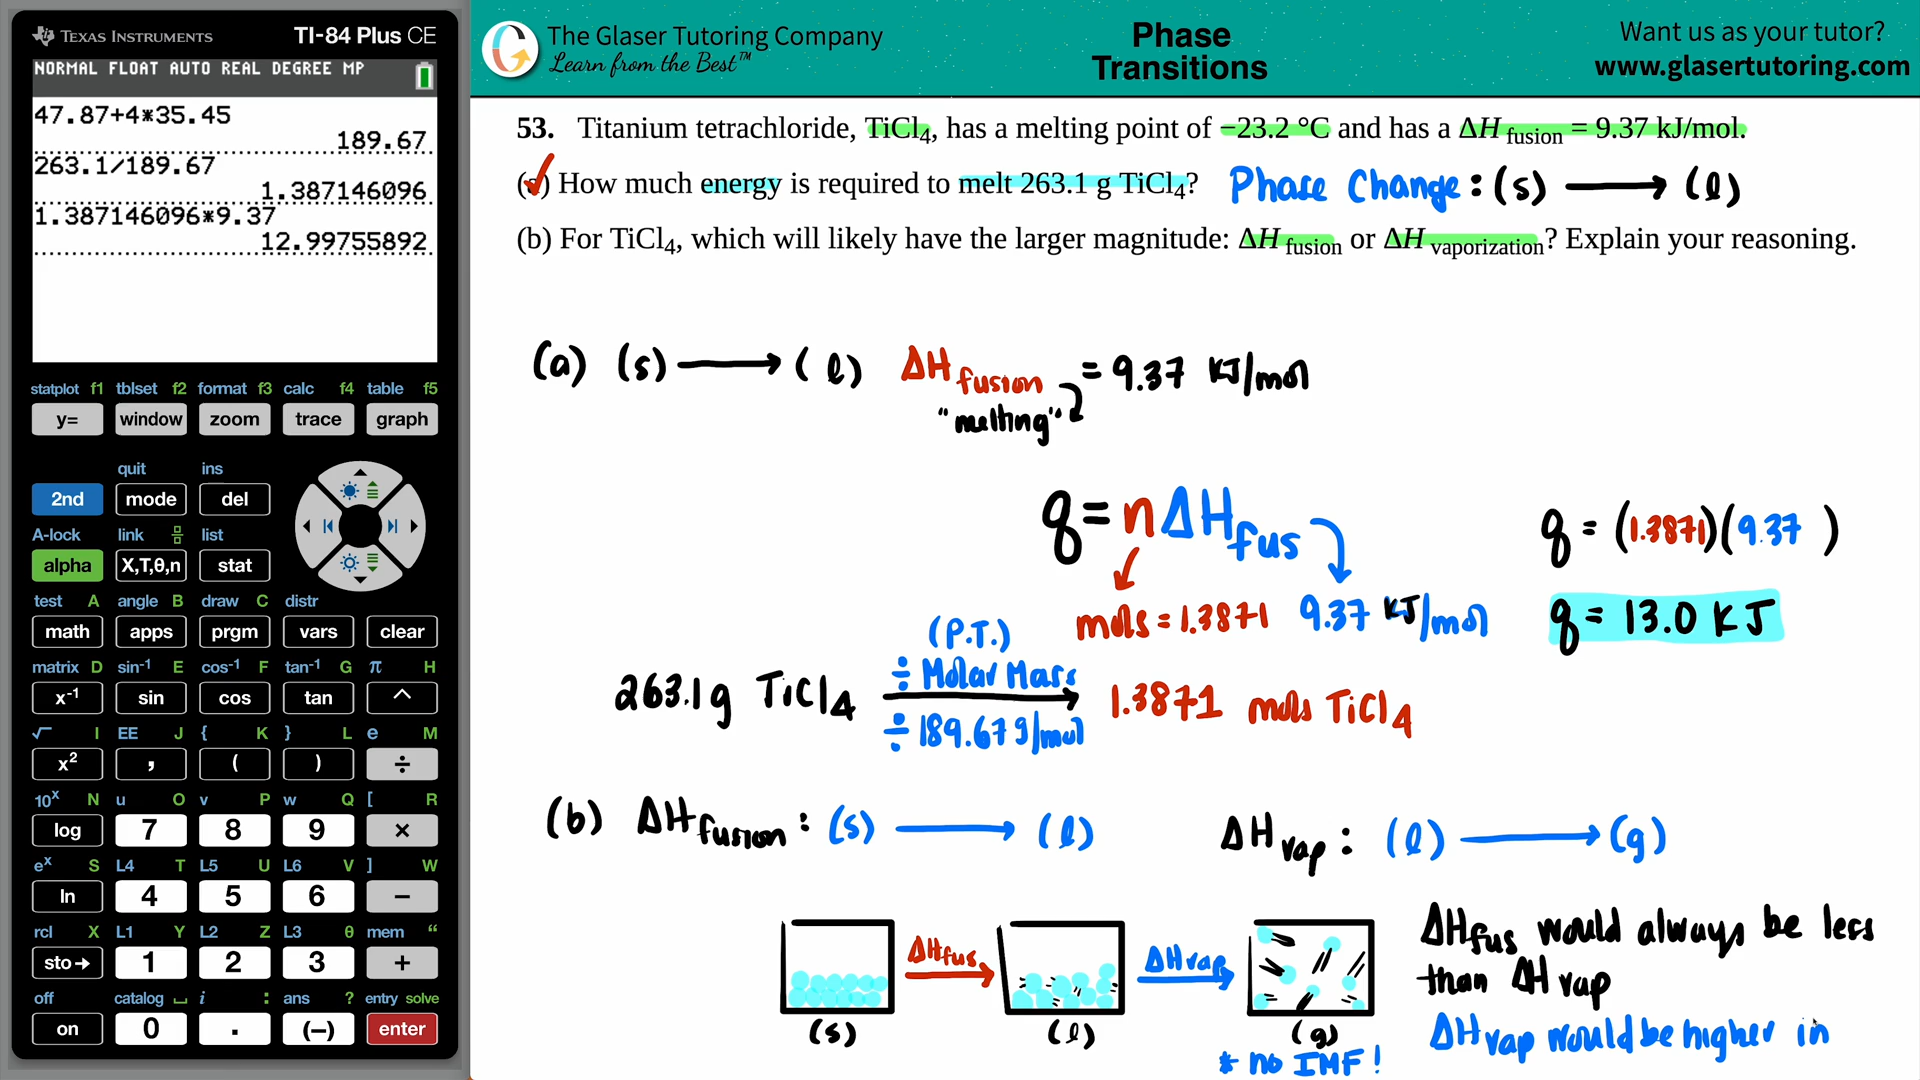 TEXAS INSTRUMENTS TI-84 Plus CE
NORMAL FLOAT AUTO REAL DEGREE MP
47.87+4*35.45
189.67
263.1/189.67
1.387146096
1.387146096*9.37
12.99755892
statplot f1 tblset f2 format f3 calc f4 table f5
y= window zoom trace graph
quit ins
2nd mode del
A-lock link list
alpha X,T,θ,n stat
test A angle B draw C distr
math apps prgm vars clear
matrix D sin⁻¹ E cos⁻¹ F tan⁻¹ G π H
x⁻¹ sin cos tan ^
√ I EE J { K } L e M
x² , ( ) ÷
10ˣ N u O v P w Q [ R
log 7 8 9 ×
eˣ S L4 T L5 U L6 V ] W
ln 4 5 6 −
rcl X L1 Y L2 Z L3 θ mem "
sto→ 1 2 3 +
off catalog ⎵ i : ans ? entry solve
on 0 . (−) enter
The Glaser Tutoring Company
Learn from the Best™
Phase
Transitions
Want us as your tutor?
www.glasertutoring.com
53. Titanium tetrachloride, TiCl₄, has a melting point of −23.2 °C and has a ΔH fusion = 9.37 kJ/mol.
(a) How much energy is required to melt 263.1 g TiCl₄? Phase Change: (s) ⟶ (l)
(b) For TiCl₄, which will likely have the larger magnitude: ΔH fusion or ΔH vaporization? Explain your reasoning.
(a) (s) ⟶ (l) ΔH fusion = 9.37 KJ/mol
"melting"
q = nΔHfus
q = (1.3871)(9.37 )
mols = 1.3871 9.37 KJ/mol
q = 13.0 KJ
(P.T.)
÷ Molar Mass
263.1g TiCl4 ⟶ 1.3871 mols TiCl4
÷ 189.67g/mol
(b) ΔHfusion: (s) ⟶ (l) ΔHvap: (l) ⟶ (g)
ΔHfus ΔHvap
(s) (l) (g)
* no IMF!
ΔHfus would always be less
than ΔHvap
ΔHvap would be higher in